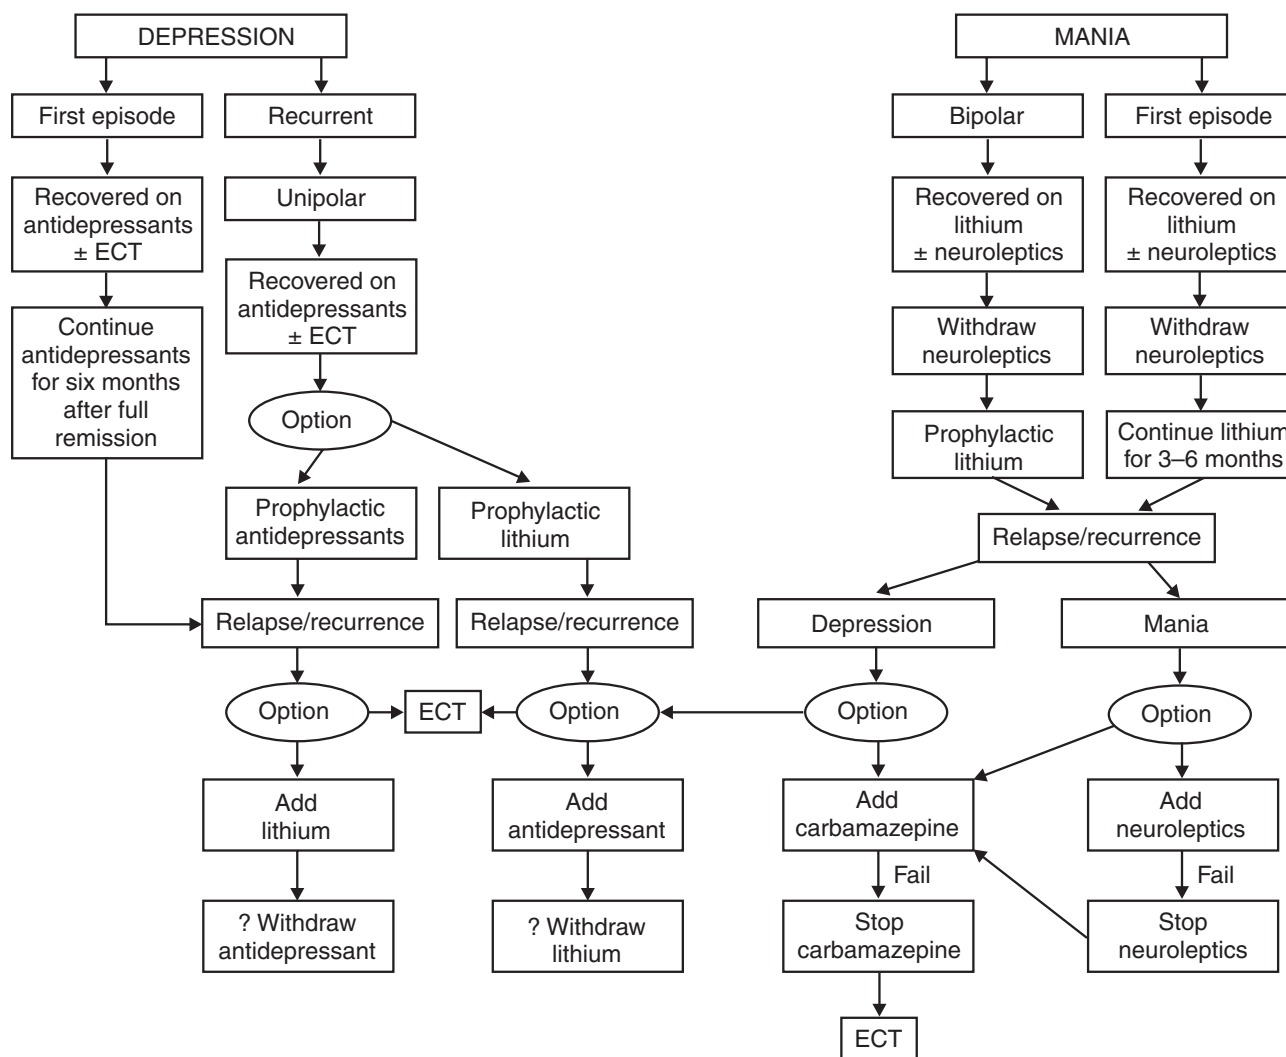 DEPRESSION
MANIA
First episode
Recurrent
Bipolar
First episode
Recovered on
antidepressants
± ECT
Unipolar
Recovered on
lithium
± neuroleptics
Recovered on
lithium
± neuroleptics
Recovered on
antidepressants
± ECT
Continue
antidepressants
for six months
after full
remission
Withdraw
neuroleptics
Withdraw
neuroleptics
Option
Prophylactic
lithium
Continue lithium
for 3–6 months
Prophylactic
antidepressants
Prophylactic
lithium
Relapse/recurrence
Relapse/recurrence
Relapse/recurrence
Depression
Mania
Option
ECT
Option
Option
Option
Add
lithium
Add
antidepressant
Add
carbamazepine
Add
neuroleptics
Fail
Fail
? Withdraw
antidepressant
? Withdraw
lithium
Stop
carbamazepine
Stop
neuroleptics
ECT